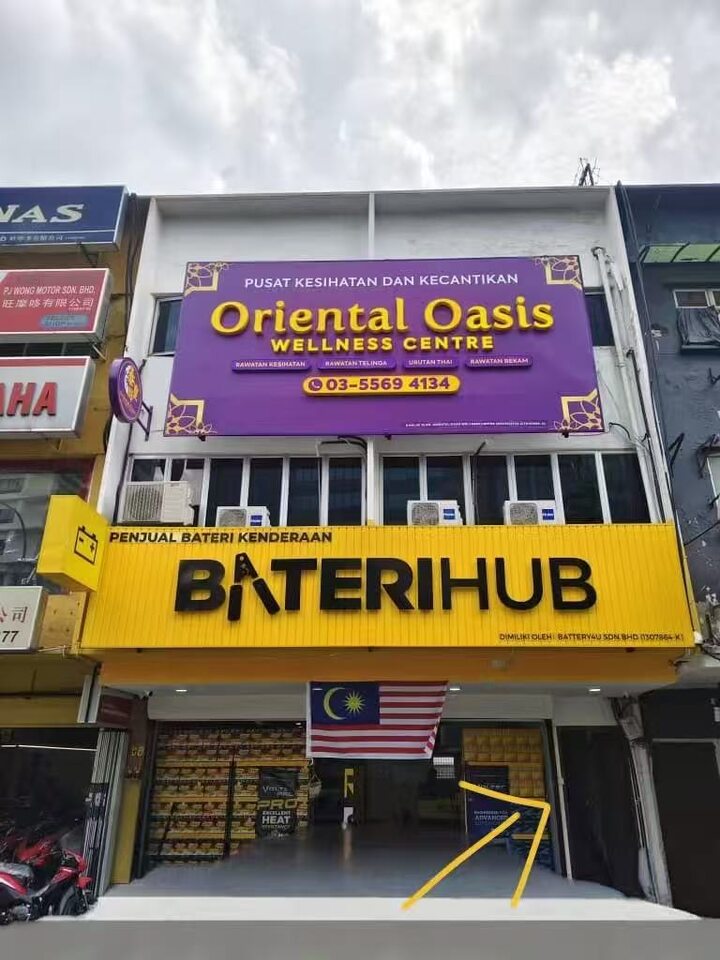 NAS
PJ WONG MOTOR SDN. BHD.
旺摩哆有限公司
AHA
公司
77
PUSAT KESIHATAN DAN KECANTIKAN
Oriental Oasis
WELLNESS CENTRE
RAWATAN KESIHATAN RAWATAN TELINGA URUTAN THAI RAWATAN BEKAM
03-5569 4134
PENJUAL BATERI KENDERAAN
BATERIHUB
DIMILIKI OLEH: BATTERY4U SDN.BHD (1307864-K)
PRO
EXCELLENT
HEAT
ADVANCED